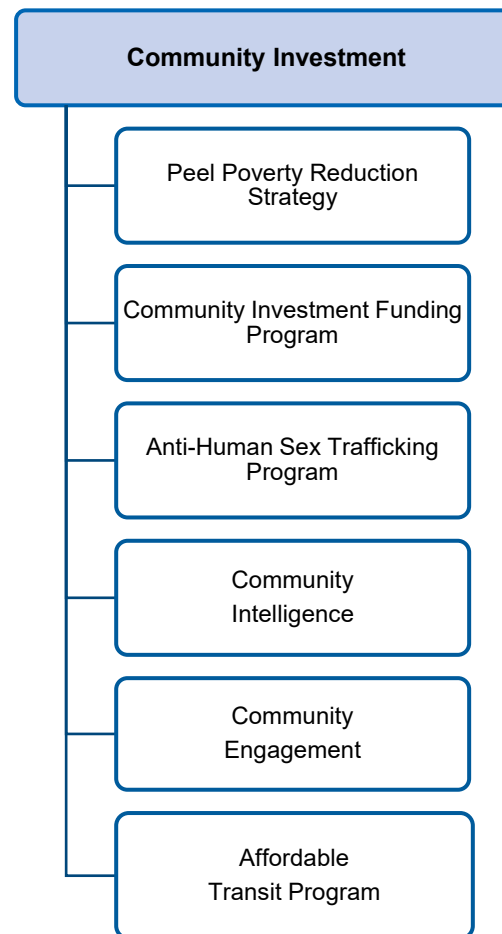 Community Investment
Peel Poverty Reduction
Strategy
Community Investment Funding
Program
Anti-Human Sex Trafficking
Program
Community
Intelligence
Community
Engagement
Affordable
Transit Program